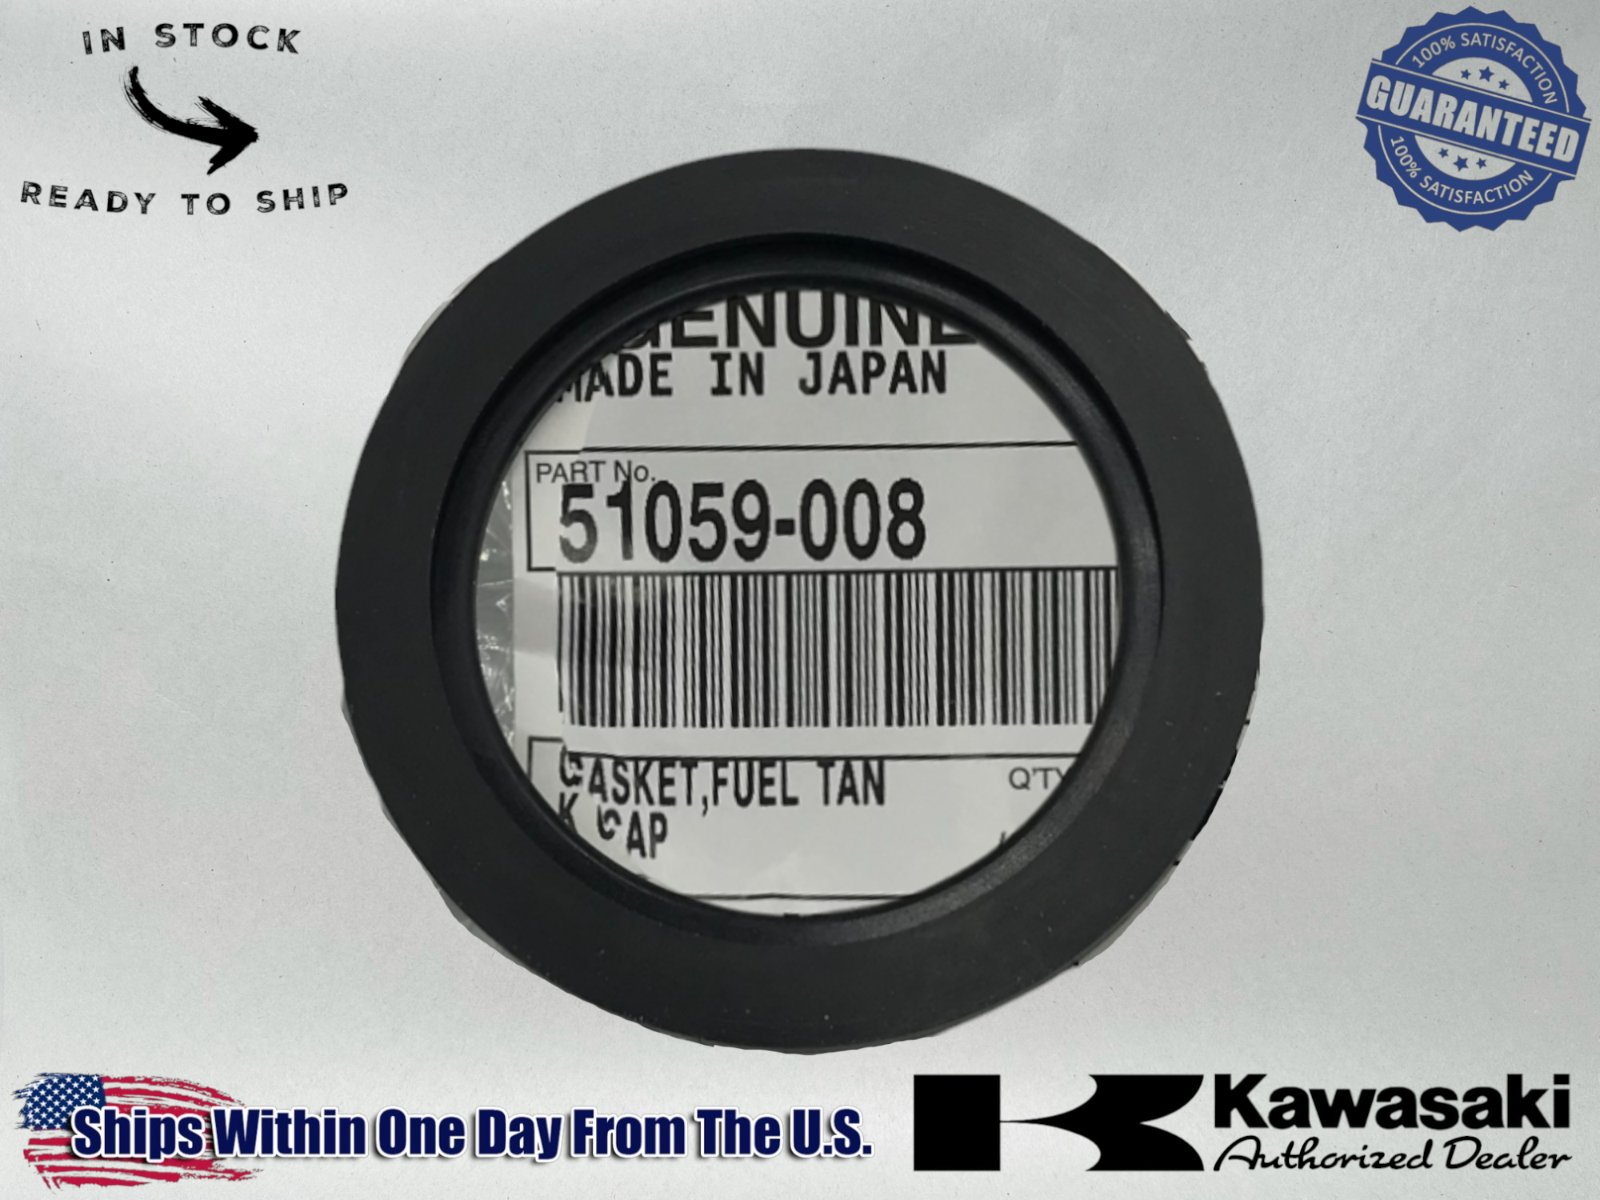 IN STOCK
READY TO SHIP
100% SATISFACTION
GUARANTEED
100% SATISFACTION
GENUINE
MADE IN JAPAN
PART No.
51059-008
GASKET,FUEL TAN
Q'TY
K CAP
Ships Within One Day From The U.S.
Kawasaki
Authorized Dealer